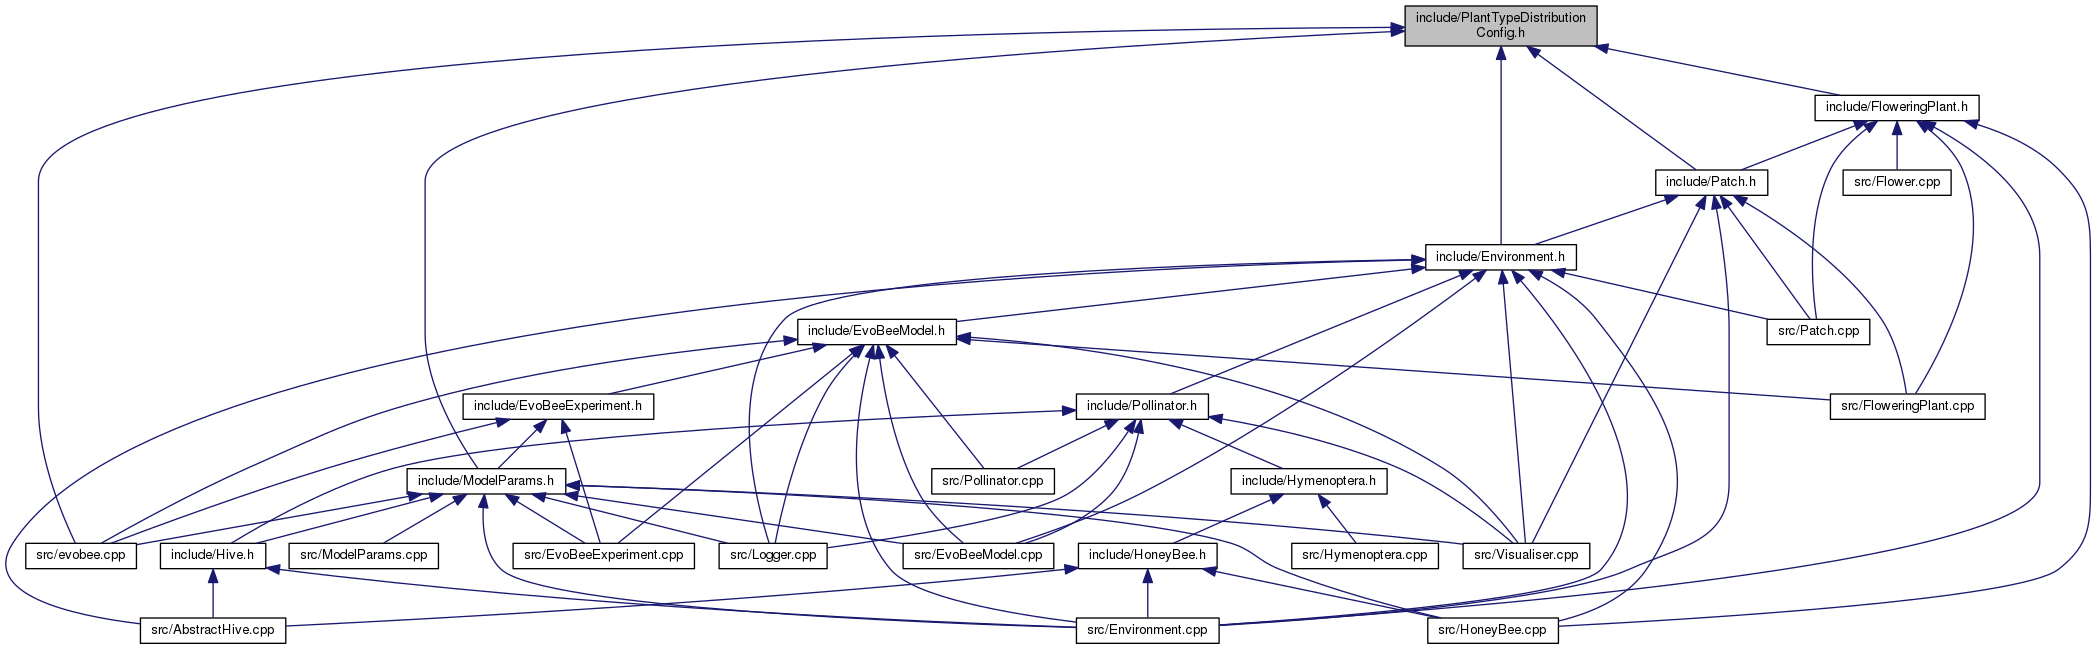 include/PlantTypeDistribution
Config.h
include/FloweringPlant.h
include/Patch.h
src/Flower.cpp
include/Environment.h
include/EvoBeeModel.h
src/Patch.cpp
include/EvoBeeExperiment.h
include/Pollinator.h
src/FloweringPlant.cpp
include/ModelParams.h
src/Pollinator.cpp
include/Hymenoptera.h
src/evobee.cpp
include/Hive.h
src/ModelParams.cpp
src/EvoBeeExperiment.cpp
src/Logger.cpp
src/EvoBeeModel.cpp
include/HoneyBee.h
src/Hymenoptera.cpp
src/Visualiser.cpp
src/AbstractHive.cpp
src/Environment.cpp
src/HoneyBee.cpp